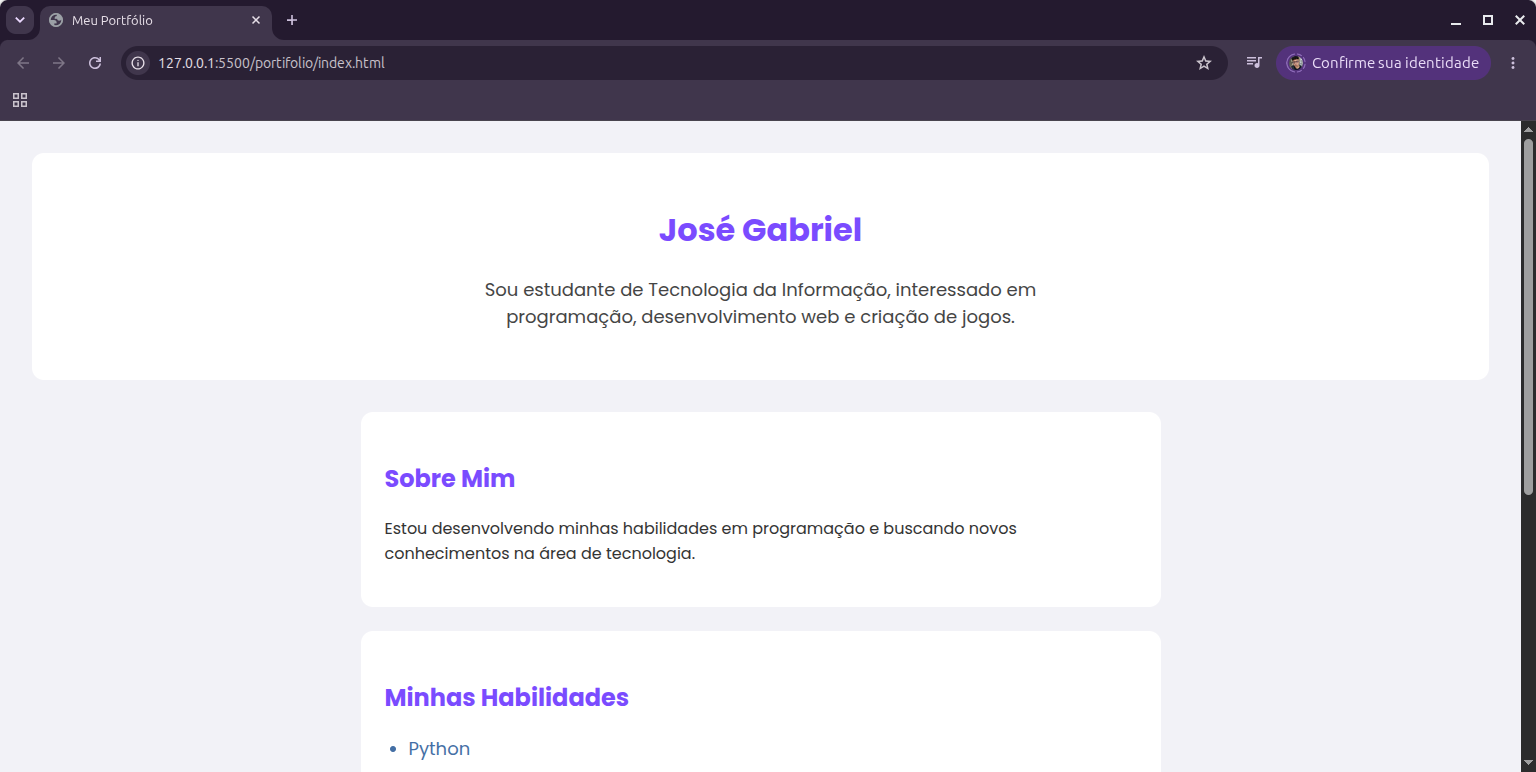 Meu Portfólio
127.0.0.1:5500/portifolio/index.html
Confirme sua identidade
José Gabriel
Sou estudante de Tecnologia da Informação, interessado em
programação, desenvolvimento web e criação de jogos.
Sobre Mim
Estou desenvolvendo minhas habilidades em programação e buscando novos
conhecimentos na área de tecnologia.
Minhas Habilidades
Python